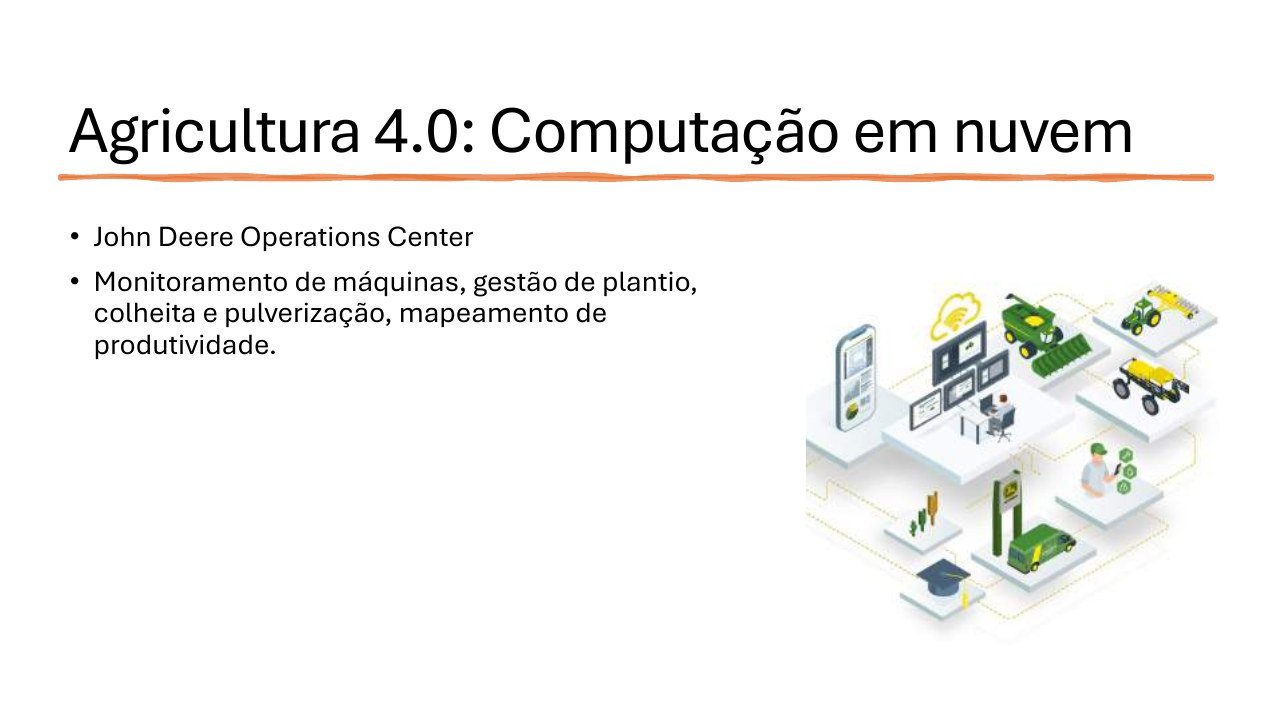 Agricultura 4.0: Computação em nuvem
• John Deere Operations Center
• Monitoramento de máquinas, gestão de plantio,
colheita e pulverização, mapeamento de
produtividade.